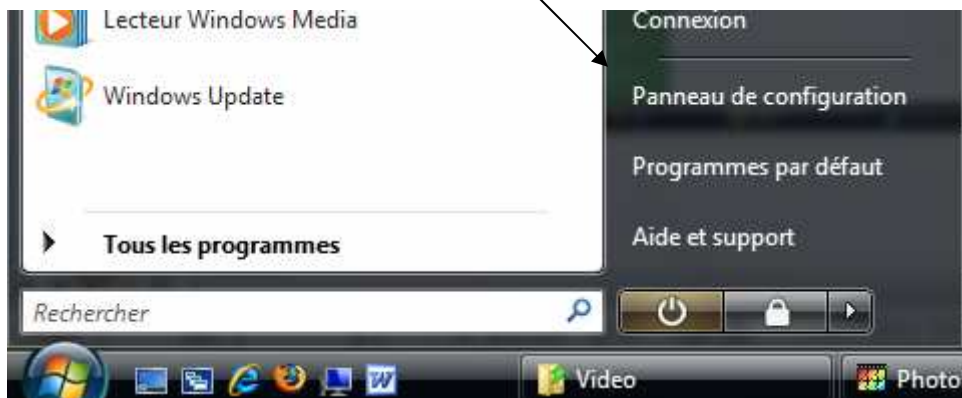 Lecteur Windows Media
Windows Update
Tous les programmes
Rechercher
Connexion
Panneau de configuration
Programmes par défaut
Aide et support
Video
Photo